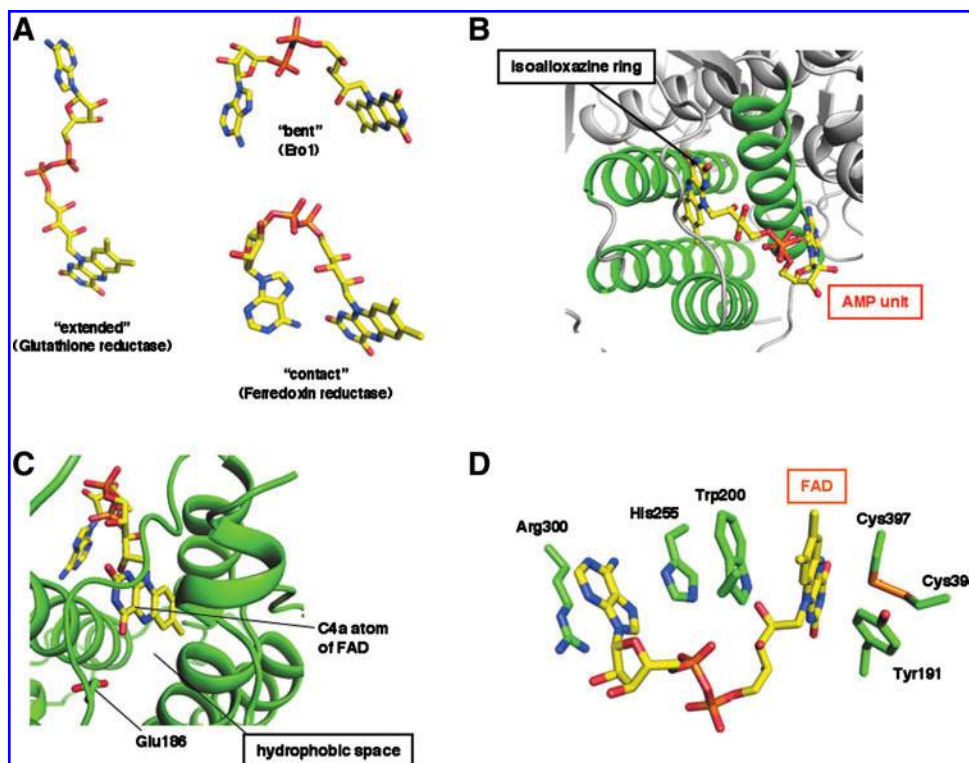 A
"bent"
(Ero1)
"extended"
(Glutathione reductase)
"contact"
(Ferredoxin reductase)
B
isoalloxazine ring
AMP unit
C
C4a atom
of FAD
Glu186
hydrophobic space
D
FAD
Trp200
His255
Arg300
Cys397
Tyr191